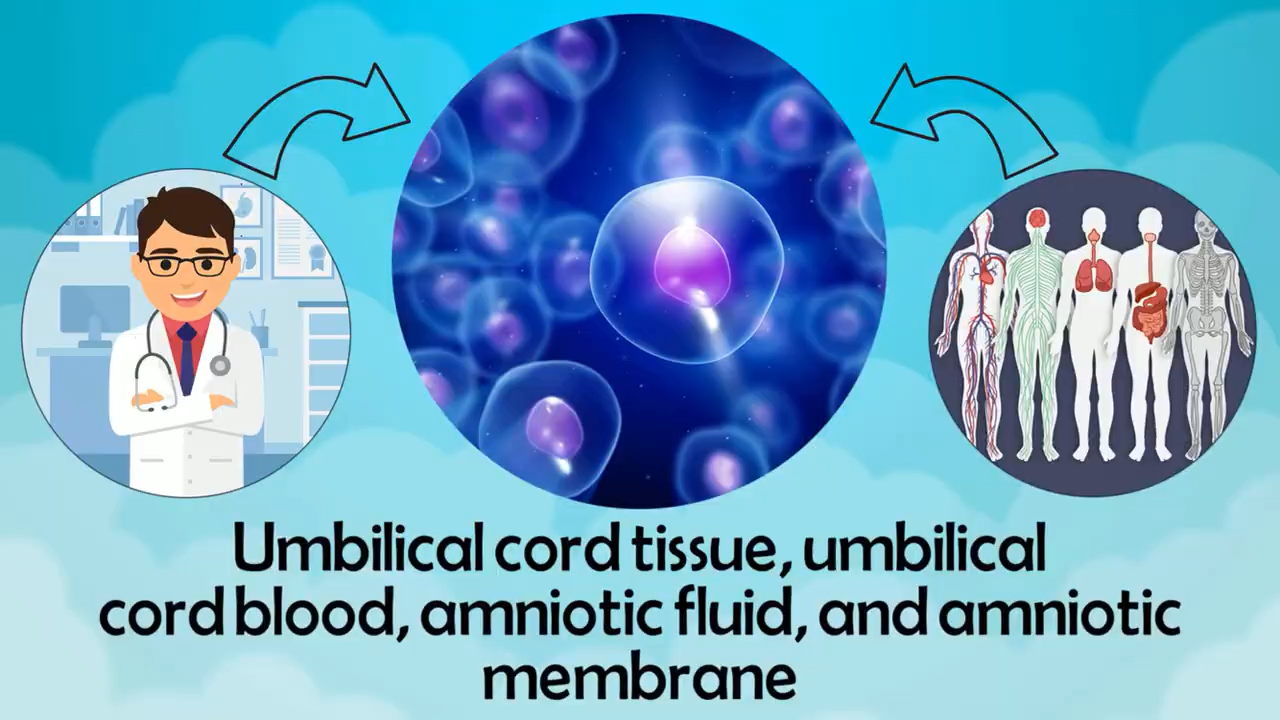 Umbilical cord tissue, umbilical
cord blood, amniotic fluid, and amniotic
membrane